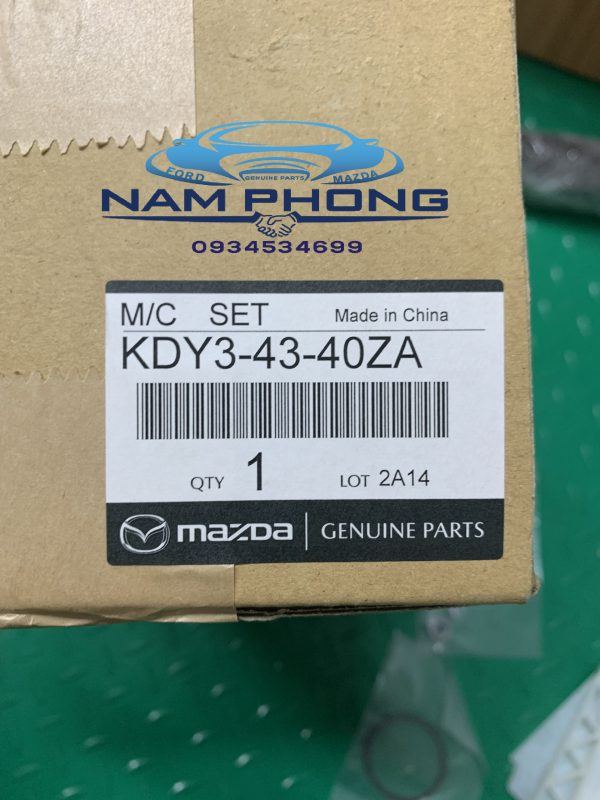 FORD GENUINE PARTS MAZDA
NAM PHONG
0934534699
M/C SET Made in China
KDY3-43-40ZA
QTY 1 LOT 2A14
mazda GENUINE PARTS